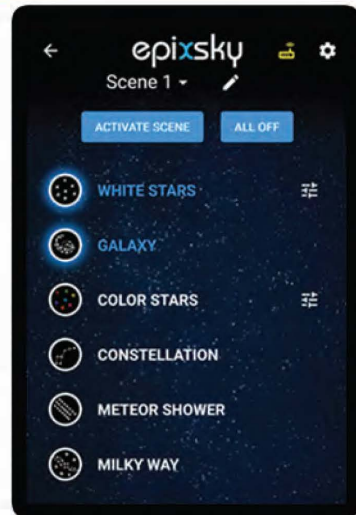 epixsky
Scene 1
ACTIVATE SCENE ALL OFF
WHITE STARS
GALAXY
COLOR STARS
CONSTELLATION
METEOR SHOWER
MILKY WAY